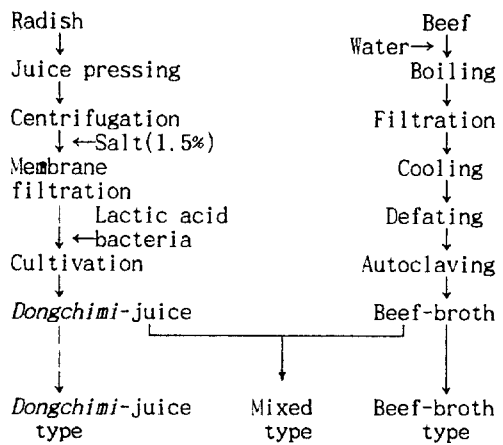 Radish
Juice pressing
Centrifugation
←Salt(1.5%)
Membrane
filtration
Lactic acid
←bacteria
Cultivation
Dongchimi-juice
Dongchimi-juice
type
Mixed
type
Beef
Water→
Boiling
Filtration
Cooling
Defating
Autoclaving
Beef-broth
Beef-broth
type